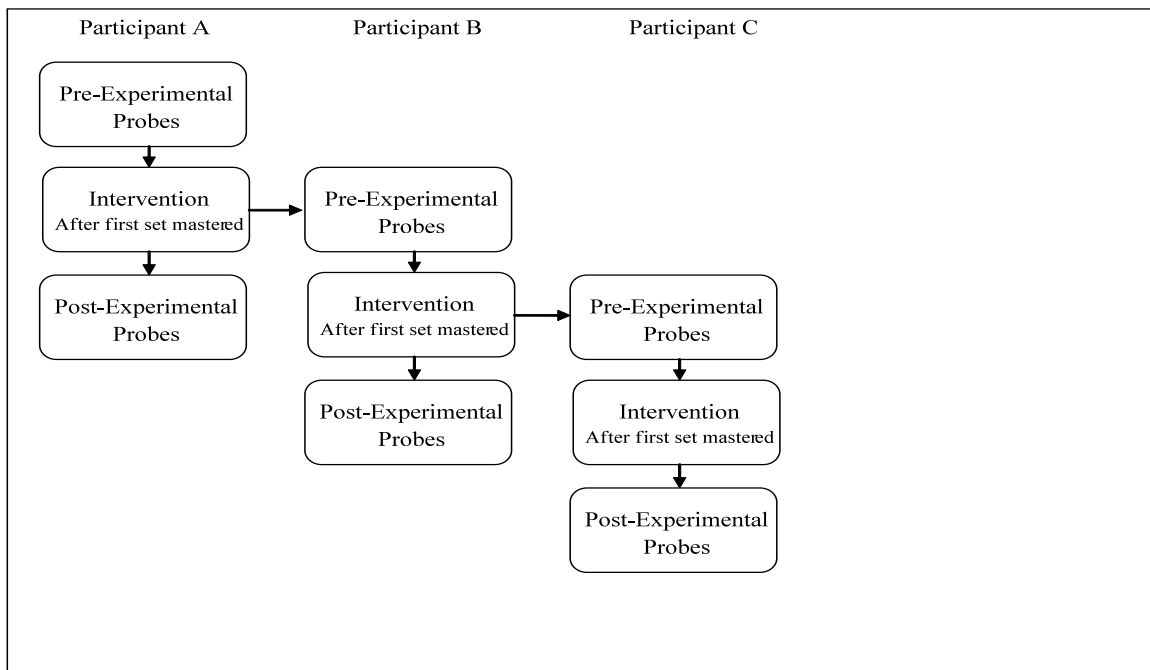 Participant A
Participant B
Participant C
Pre-Experimental
Probes
Intervention
After first set mastered
Pre-Experimental
Probes
Post-Experimental
Probes
Intervention
After first set mastered
Pre-Experimental
Probes
Post-Experimental
Probes
Intervention
After first set mastered
Post-Experimental
Probes